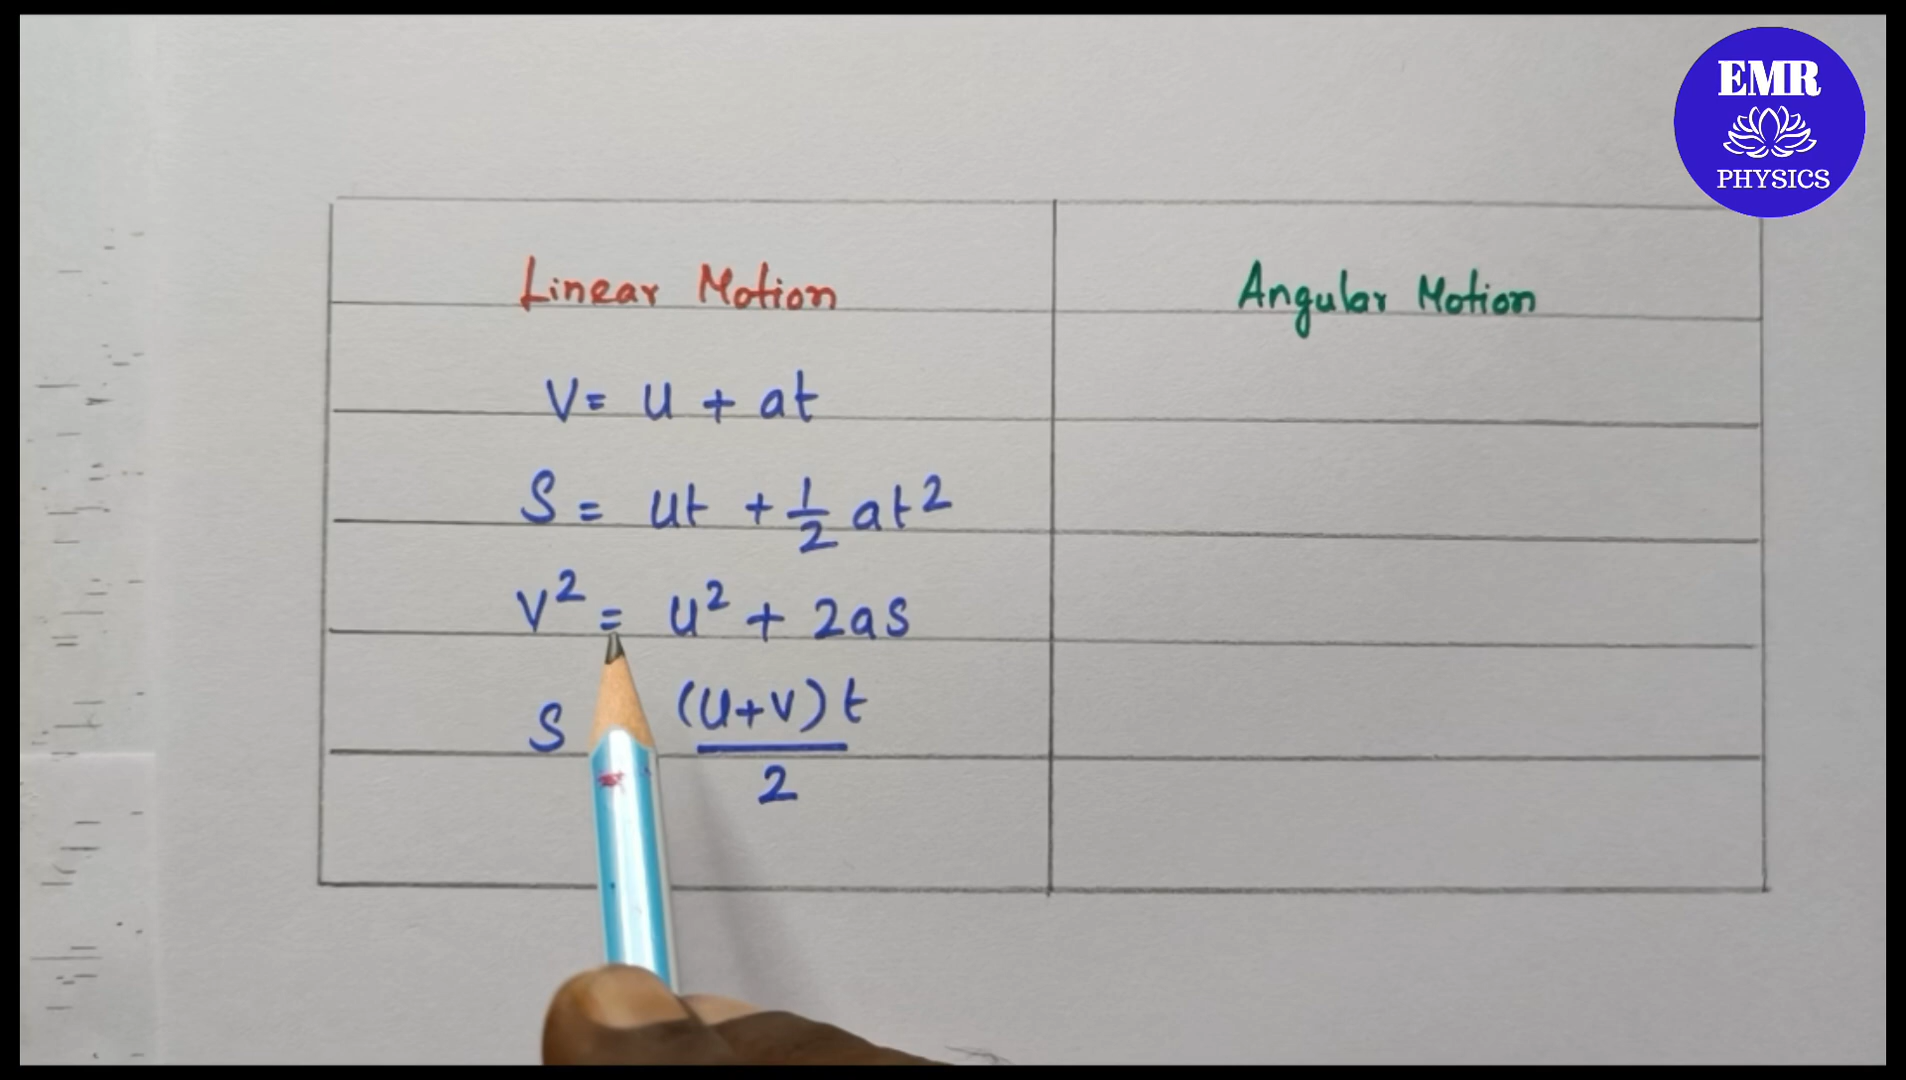 EMR
PHYSICS
Linear Motion
Angular Motion
V = u + at
S = ut + 1/2 at²
V² = u² + 2as
S (u+v)t / 2